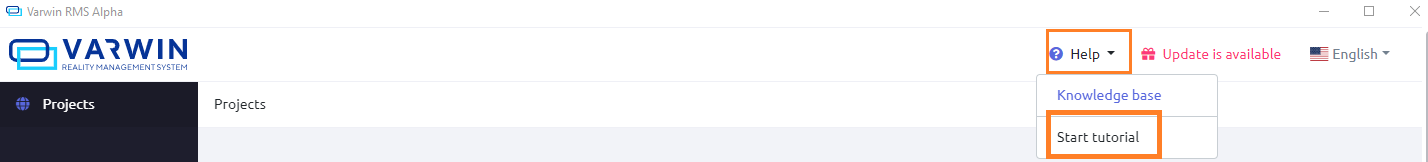 Varwin RMS Alpha
VARWIN
REALITY MANAGEMENT SYSTEM
Help
Update is available
English
Projects
Projects
Knowledge base
Start tutorial